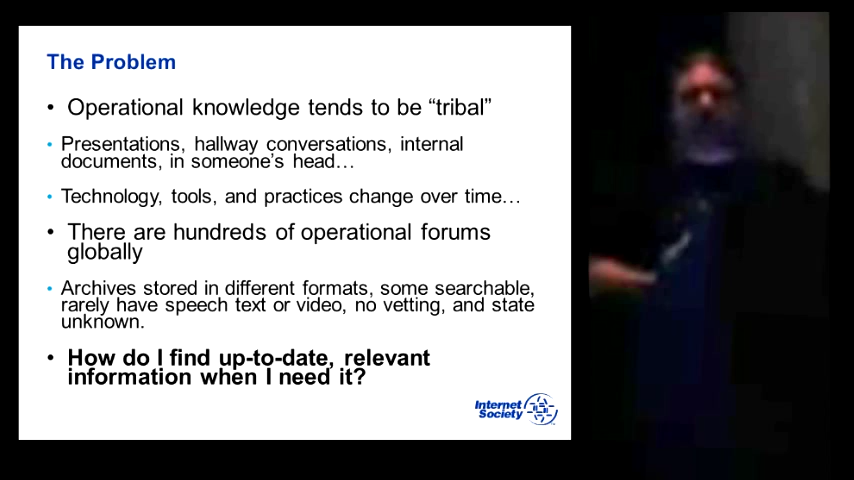 The Problem
• Operational knowledge tends to be “tribal”
• Presentations, hallway conversations, internal
documents, in someone’s head…
• Technology, tools, and practices change over time…
• There are hundreds of operational forums
globally
• Archives stored in different formats, some searchable,
rarely have speech text or video, no vetting, and state
unknown.
• How do I find up-to-date, relevant
information when I need it?
Internet
Society